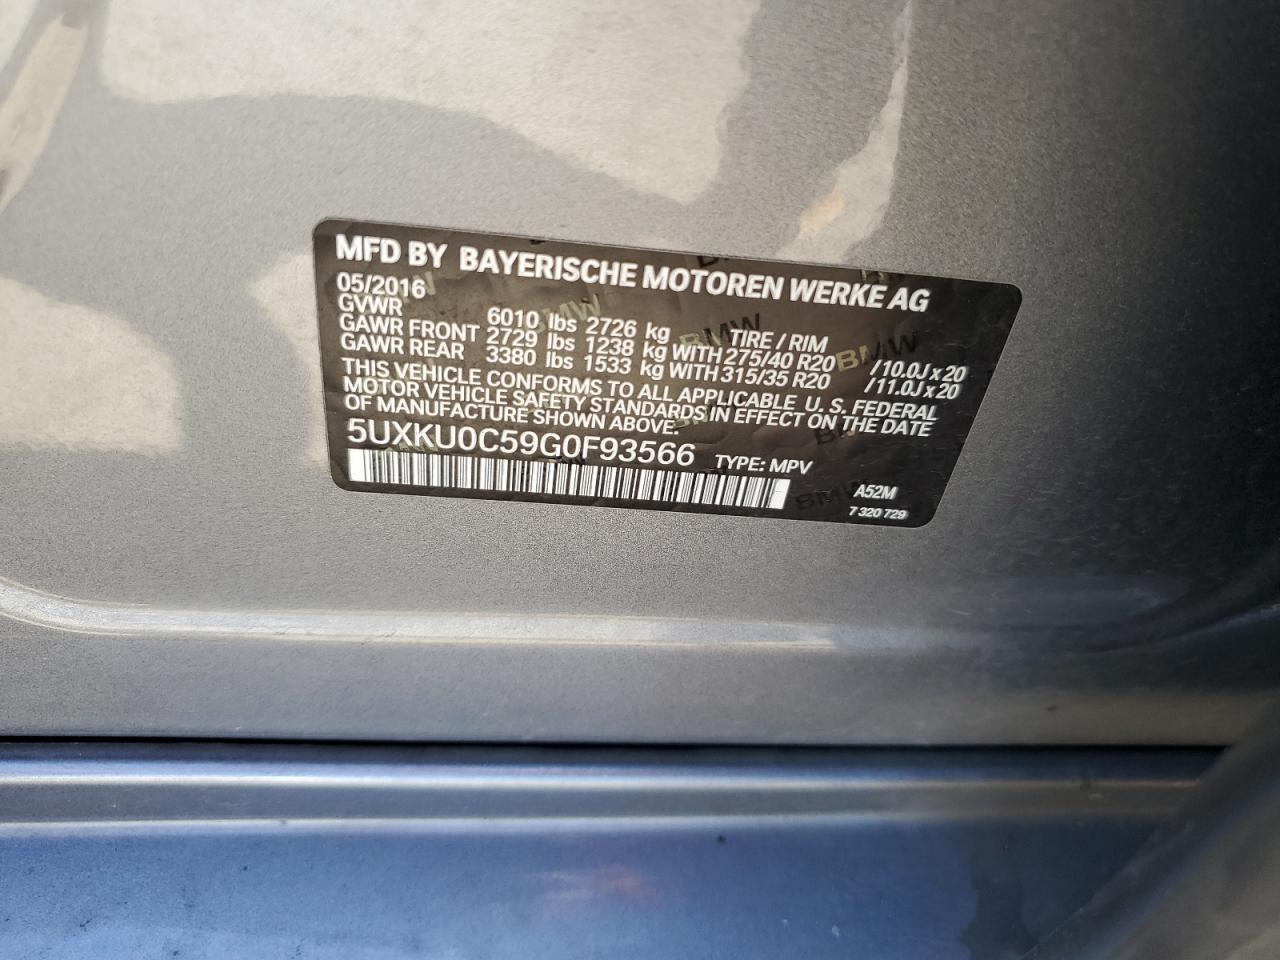 MFD BY BAYERISCHE MOTOREN WERKE AG
05/2016
GVWR 6010 lbs 2726 kg TIRE / RIM
GAWR FRONT 2729 lbs 1238 kg WITH 275/40 R20 /10.0J x 20
GAWR REAR 3380 lbs 1533 kg WITH 315/35 R20 /11.0J x 20
THIS VEHICLE CONFORMS TO ALL APPLICABLE U. S. FEDERAL
MOTOR VEHICLE SAFETY STANDARDS IN EFFECT ON THE DATE
OF MANUFACTURE SHOWN ABOVE.
5UXKU0C59G0F93566 TYPE: MPV
A52M
7 320 729